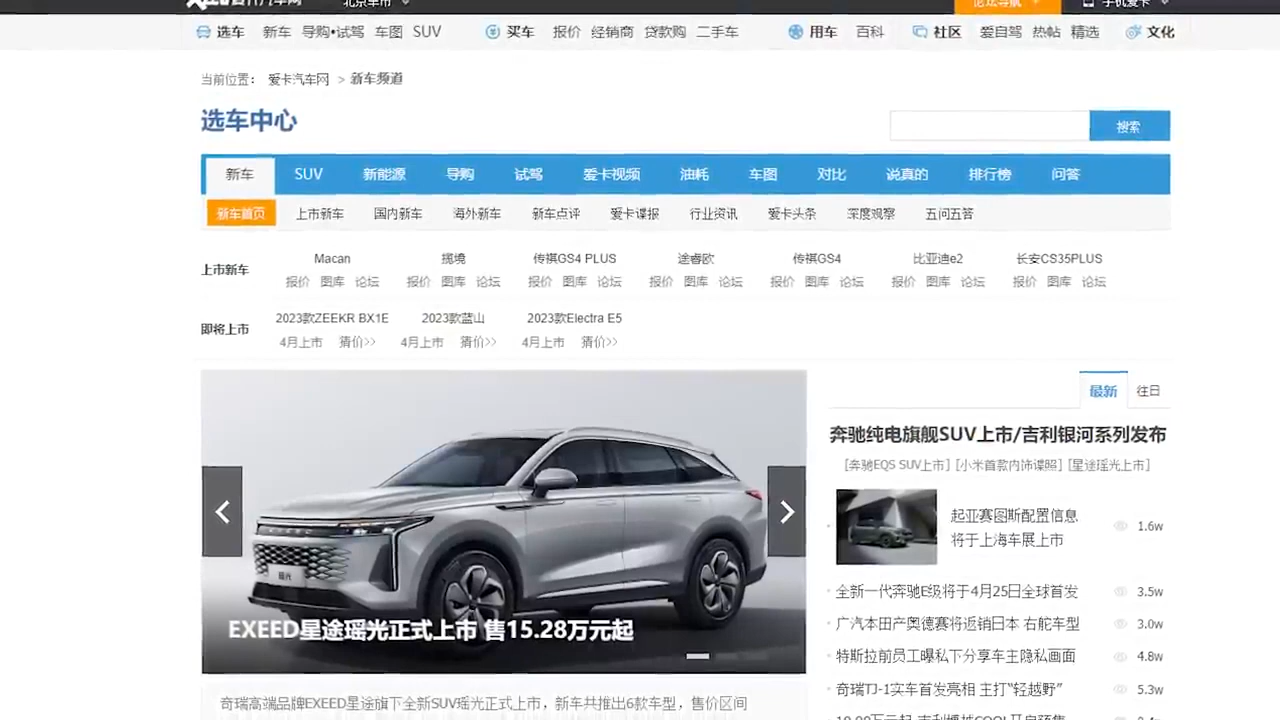 北京车市
论坛导航
手机爱卡
选车 新车 导购•试驾 车图 SUV 买车 报价 经销商 贷款购 二手车 用车 百科 社区 爱自驾 热帖 精选 文化
当前位置： 爱卡汽车网 > 新车频道
选车中心
搜索
新车 SUV 新能源 导购 试驾 爱卡视频 油耗 车图 对比 说真的 排行榜 问答
新车首页 上市新车 国内新车 海外新车 新车点评 爱卡谍报 行业资讯 爱卡头条 深度观察 五问五答
上市新车
Macan 揽境 传祺GS4 PLUS 途睿欧 传祺GS4 比亚迪e2 长安CS35PLUS
报价 图库 论坛 报价 图库 论坛 报价 图库 论坛 报价 图库 论坛 报价 图库 论坛 报价 图库 论坛 报价 图库 论坛
即将上市
2023款ZEEKR BX1E 2023款蓝山 2023款Electra E5
4月上市 猜价>> 4月上市 猜价>> 4月上市 猜价>>
EXEED星途瑶光正式上市 售15.28万元起
奇瑞高端品牌EXEED星途旗下全新SUV瑶光正式上市，新车共推出6款车型，售价区间
最新 往日
奔驰纯电旗舰SUV上市/吉利银河系列发布
[奔驰EQS SUV上市] [小米首款内饰谍照] [星途瑶光上市]
起亚赛图斯配置信息
将于上海车展上市
1.6w
全新一代奔驰E级将于4月25日全球首发 3.5w
广汽本田产奥德赛将返销日本 右舵车型 3.0w
特斯拉前员工曝私下分享车主隐私画面 4.8w
奇瑞TJ-1实车首发亮相 主打"轻越野" 5.3w